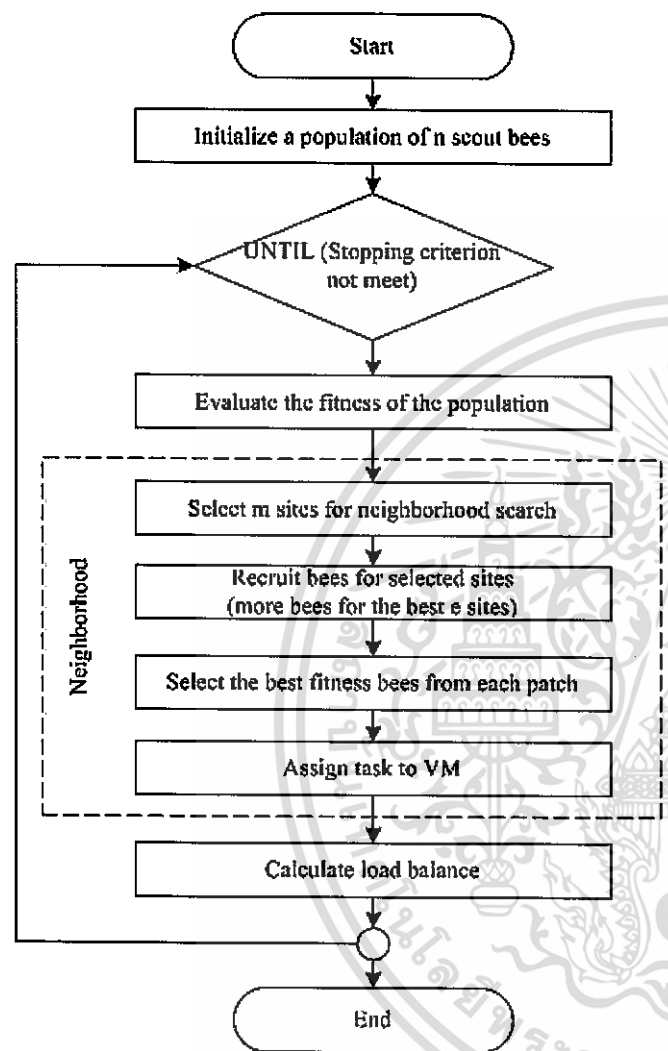 Start
Initialize a population of n scout bees
UNTIL (Stopping criterion
not meet)
Evaluate the fitness of the population
Neighborhood
Select m sites for neighborhood search
Recruit bees for selected sites
(more bees for the best e sites)
Select the best fitness bees from each patch
Assign task to VM
Calculate load balance
End